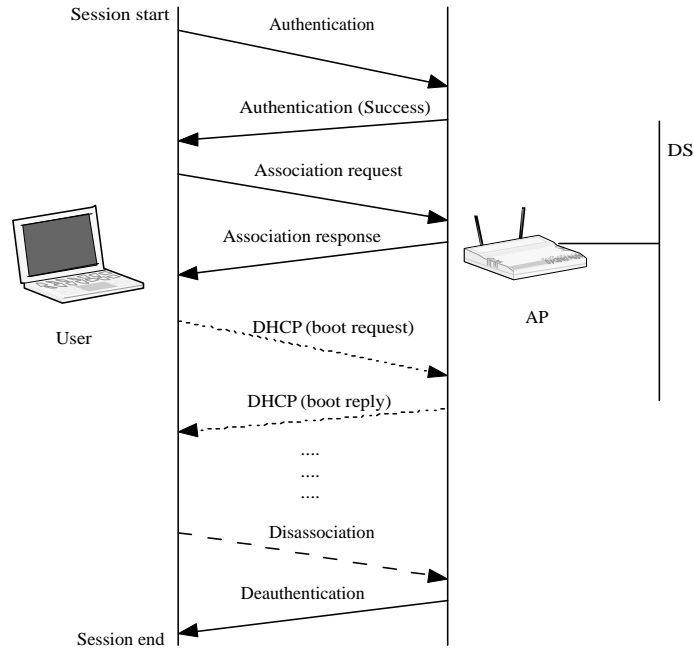 Session start
Authentication
Authentication (Success)
DS
Association request
Association response
User
AP
DHCP (boot request)
DHCP (boot reply)
....
....
....
Disassociation
Deauthentication
Session end